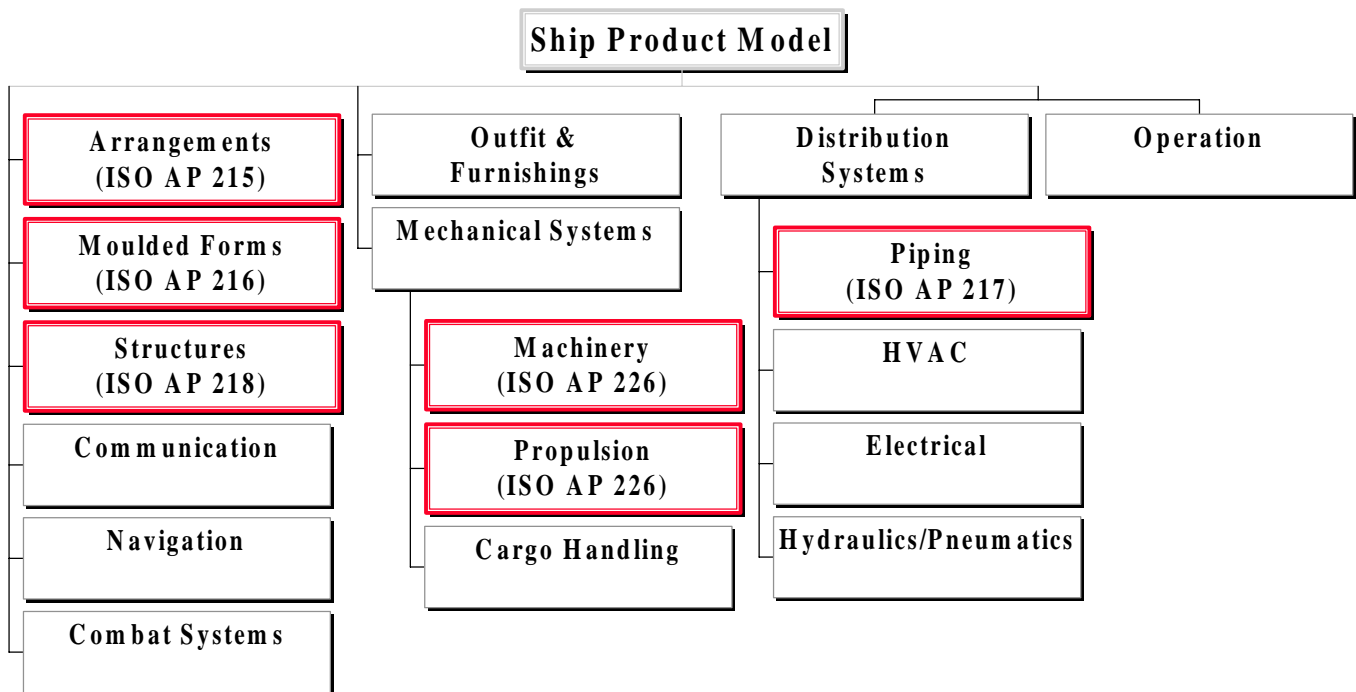 Ship Product Model
Arrangements
(ISO AP 215)
Moulded Forms
(ISO AP 216)
Structures
(ISO AP 218)
Communication
Navigation
Combat Systems
Outfit &
Furnishings
Mechanical Systems
Machinery
(ISO AP 226)
Propulsion
(ISO AP 226)
Cargo Handling
Distribution
Systems
Piping
(ISO AP 217)
HVAC
Electrical
Hydraulics/Pneumatics
Operation